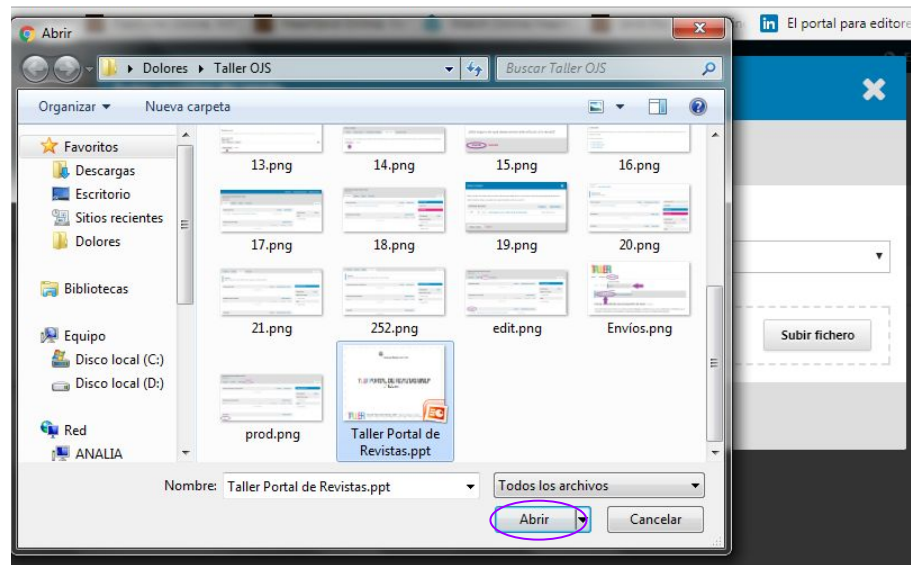 Abrir
in El portal para editore
Dolores Taller OJS
Buscar Taller OJS
Organizar
Nueva carpeta
Favoritos
Descargas
Escritorio
Sitios recientes
Dolores
Bibliotecas
Equipo
Disco local (C:)
Disco local (D:)
Red
ANALIA
13.png
14.png
15.png
16.png
17.png
18.png
19.png
20.png
21.png
252.png
edit.png
Envíos.png
prod.png
TALLER
Taller Portal de
Revistas.ppt
Subir fichero
Nombre: Taller Portal de Revistas.ppt
Todos los archivos
Abrir
Cancelar